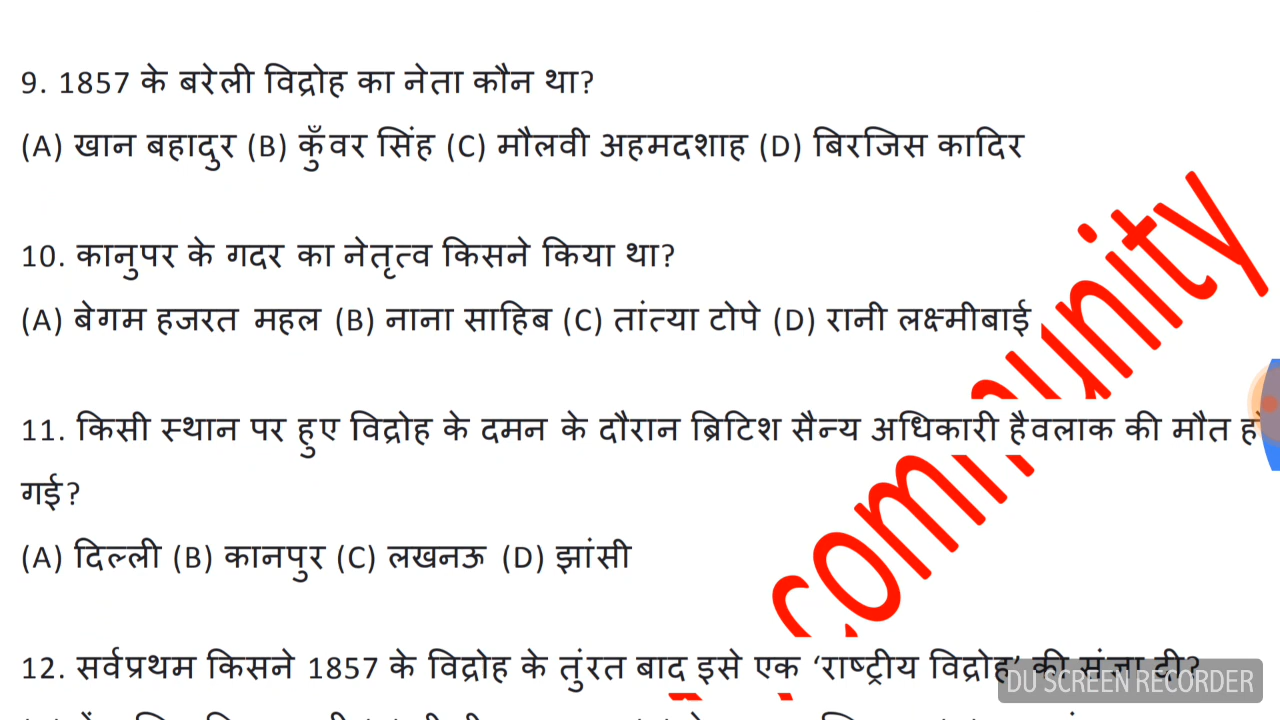 9. 1857 के बरेली विद्रोह का नेता कौन था?
(A) खान बहादुर (B) कुँवर सिंह (C) मौलवी अहमदशाह (D) बिरजिस कादिर
10. कानुपर के गदर का नेतृत्व किसने किया था?
(A) बेगम हजरत महल (B) नाना साहिब (C) तांत्या टोपे (D) रानी लक्ष्मीबाई
11. किसी स्थान पर हुए विद्रोह के दमन के दौरान ब्रिटिश सैन्य अधिकारी हैवलाक की मौत हो
गई?
(A) दिल्ली (B) कानपुर (C) लखनऊ (D) झांसी
12. सर्वप्रथम किसने 1857 के विद्रोह के तुंरत बाद इसे एक ‘राष्ट्रीय विद्रोह’ की संज्ञा दी?
community
DU SCREEN RECORDER